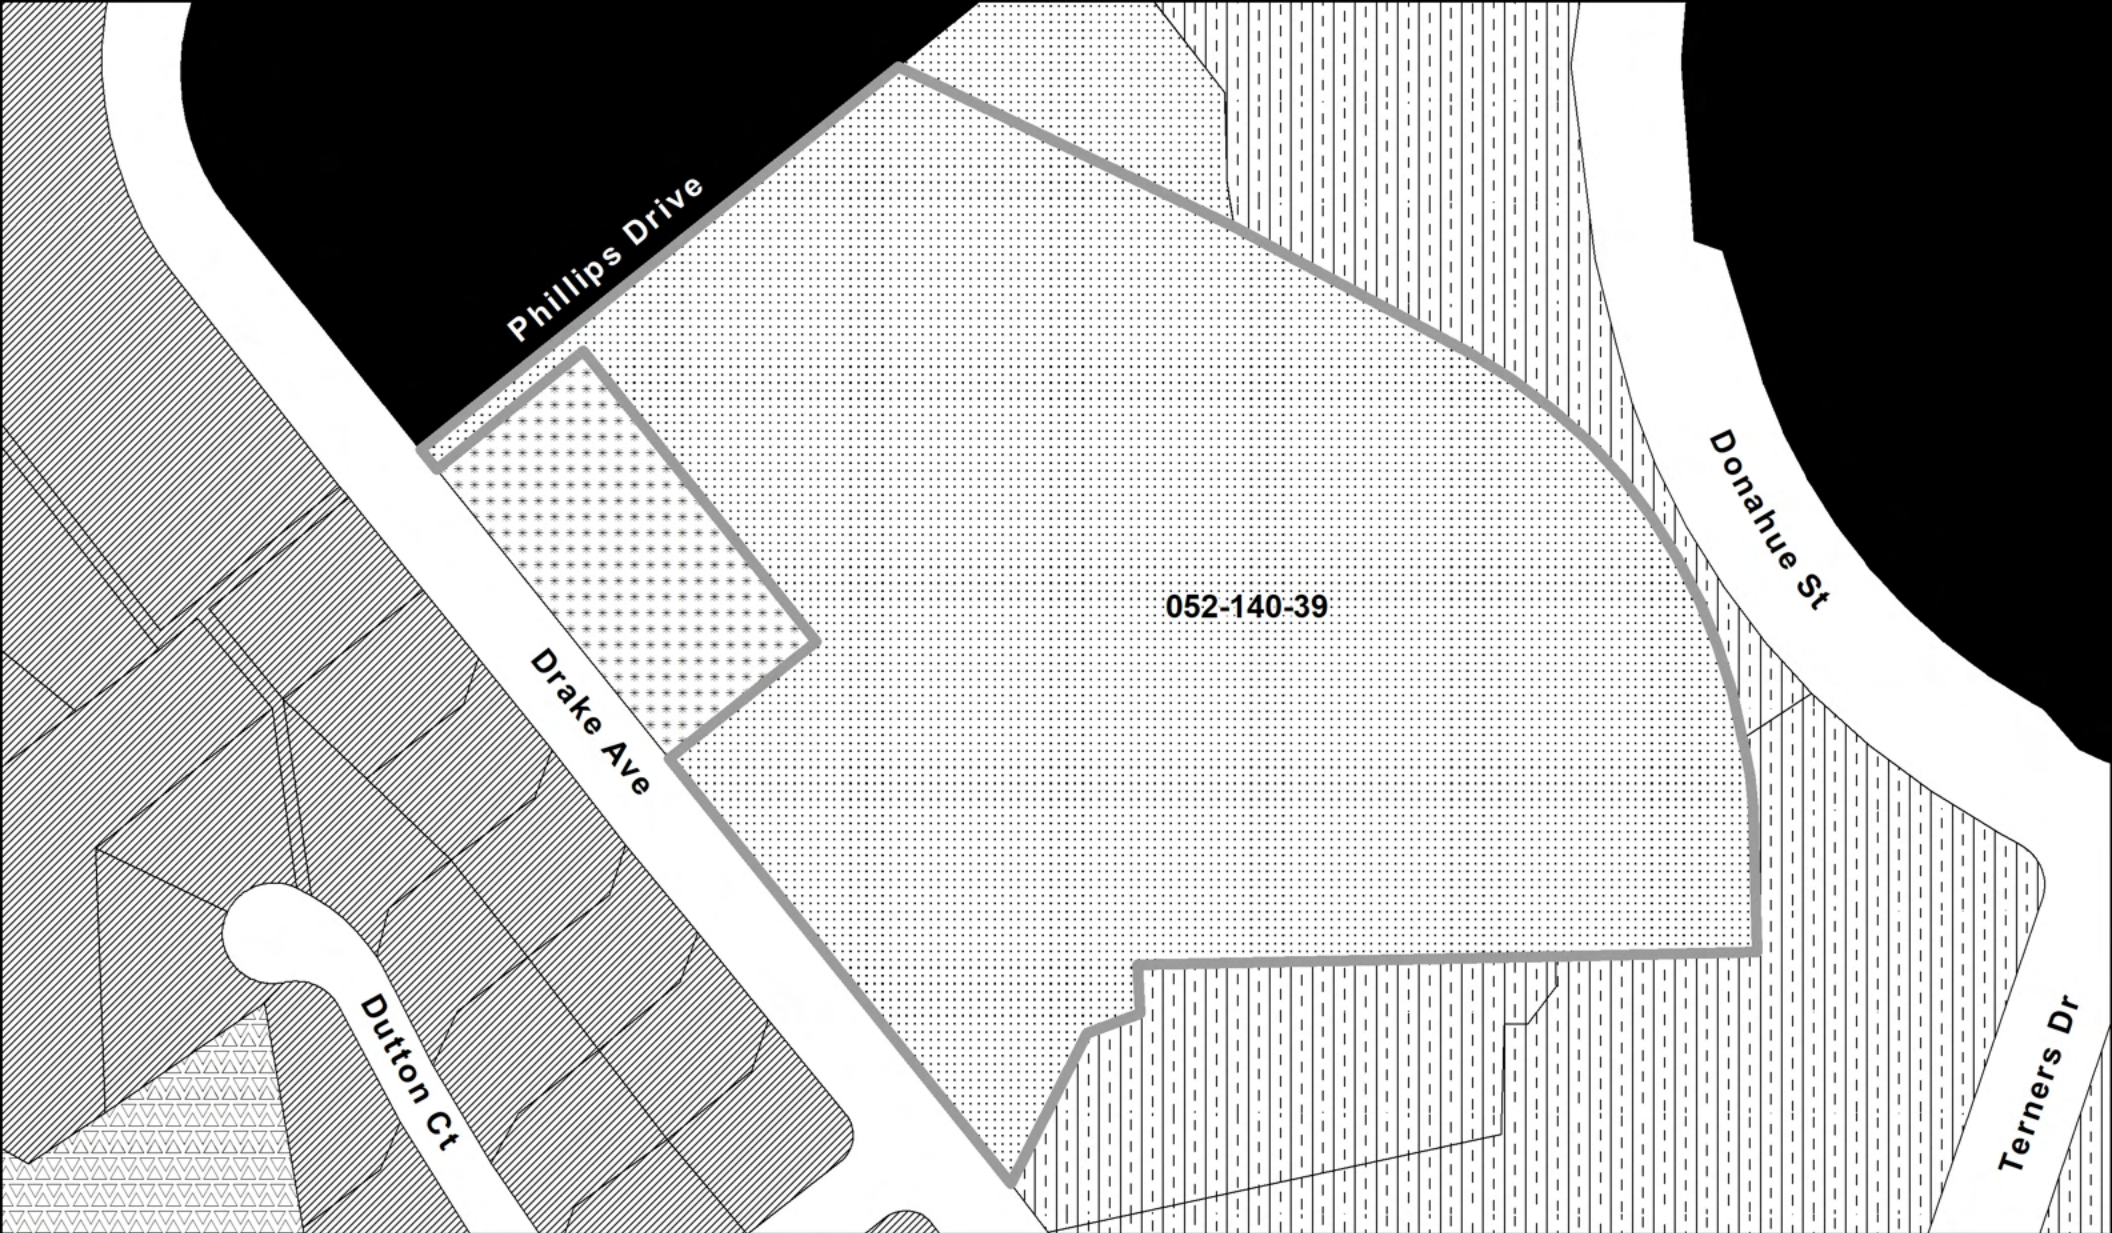 Phillips Drive
Donahue St
052-140-39
Drake Ave
Dutton Ct
Terners Dr